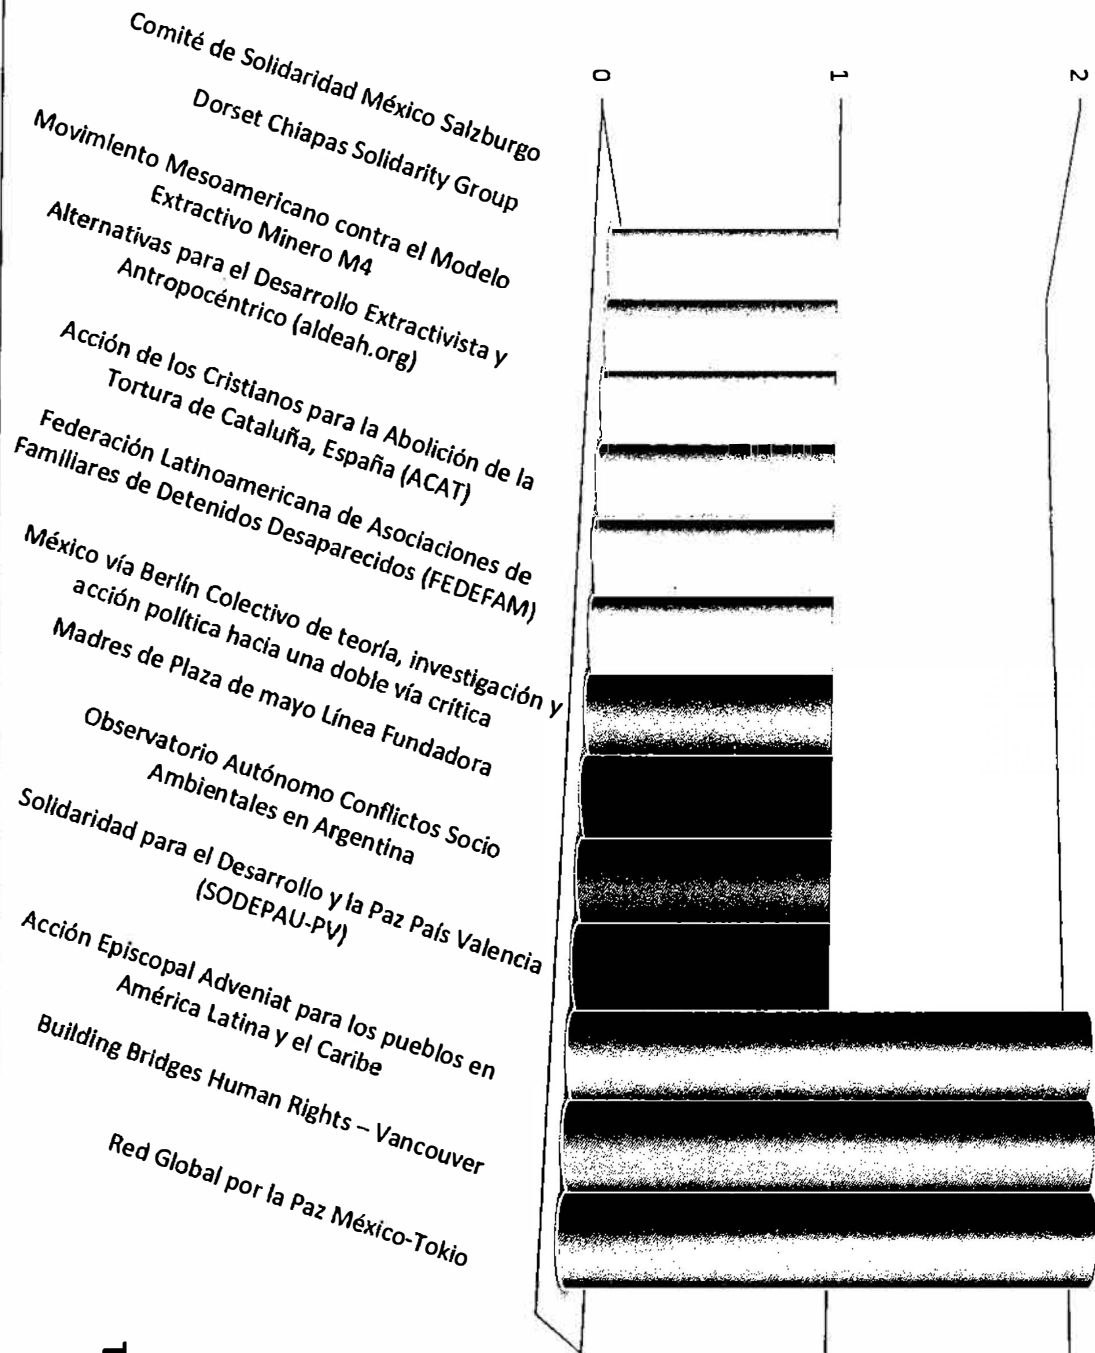 Comité de Solidaridad México Salzburgo
Dorset Chiapas Solidarity Group
Movimiento Mesoamericano contra el Modelo
Extractivo Minero M4
Alternativas para el Desarrollo Extractivista y
Antropocéntrico (aldeah.org)
Acción de los Cristianos para la Abolición de la
Tortura de Cataluña, España (ACAT)
Federación Latinoamericana de Asociaciones de
Familiares de Detenidos Desaparecidos (FEDEFAM)
México vía Berlín Colectivo de teoría, investigación y
acción política hacia una doble vía crítica
Madres de Plaza de mayo Línea Fundadora
Observatorio Autónomo Conflictos Socio
Ambientales en Argentina
Solidaridad para el Desarrollo y la Paz País Valencia
(SODEPAU-PV)
Acción Episcopal Adveniat para los pueblos en
América Latina y el Caribe
Building Bridges Human Rights – Vancouver
Red Global por la Paz México-Tokio
0
1
2